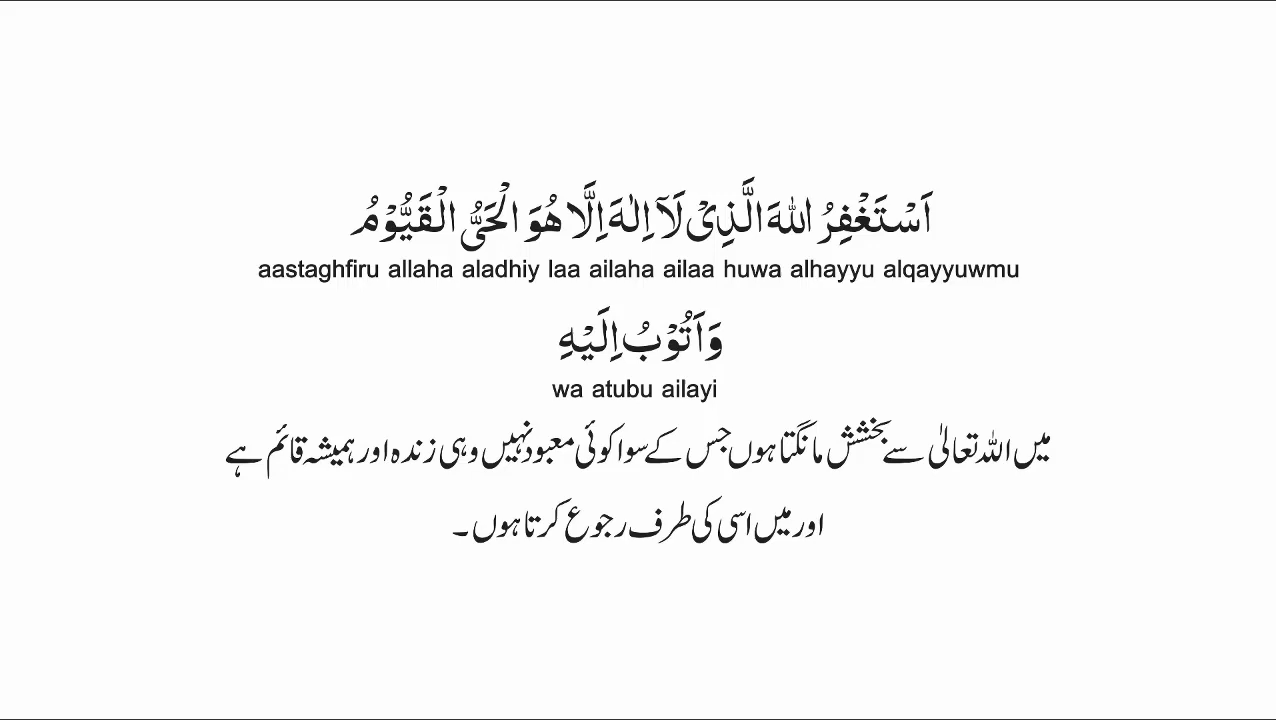 اَسْتَغْفِرُ اللهَ الَّذِیْ لَآ اِلٰهَ اِلَّا هُوَ الْحَیُّ الْقَیُّوْمُ
aastaghfiru allaha aladhiy laa ailaha ailaa huwa alhayyu alqayyuwmu
وَ اَتُوْبُ اِلَیْهِ
wa atubu ailayi
میں اللہ تعالیٰ سے بخشش مانگتا ہوں جس کے سوا کوئی معبود نہیں وہی زندہ اور ہمیشہ قائم ہے
اور میں اسی کی طرف رجوع کرتا ہوں۔